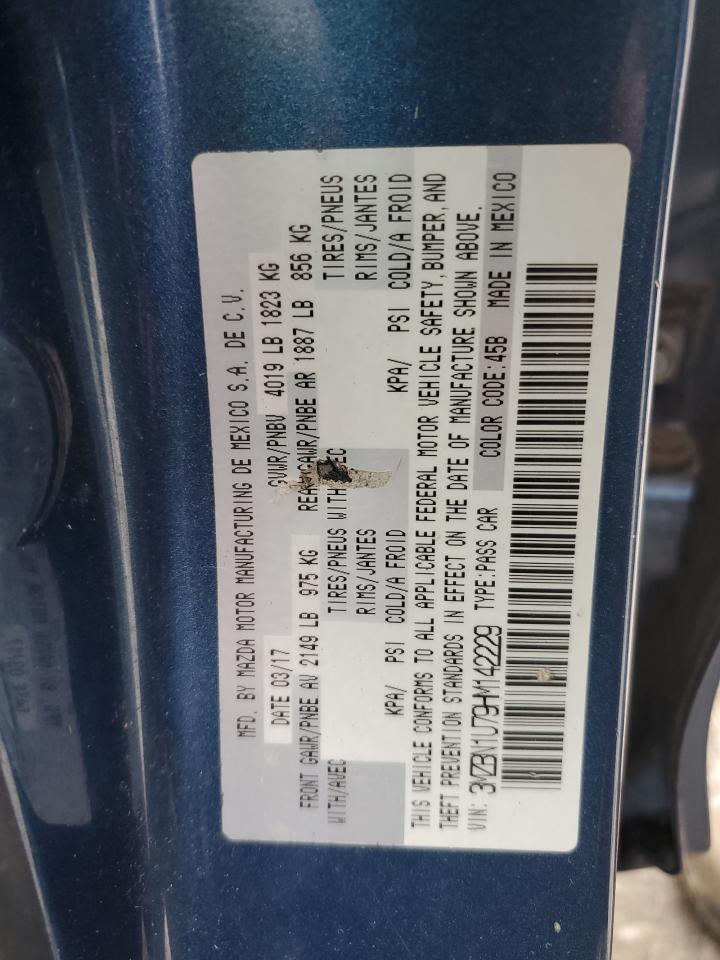 MFD. BY MAZDA MOTOR MANUFACTURING DE MEXICO S.A. DE C.V.
DATE 03/17 GVWR/PNBV 4019 LB 1823 KG
FRONT GAWR/PNBE AV 2149 LB 975 KG REAR GAWR/PNBE AR 1887 LB 856 KG
WITH/AVEC TIRES/PNEUS WITH/AVEC TIRES/PNEUS
RIMS/JANTES RIMS/JANTES
KPA/ PSI COLD/A FROID KPA/ PSI COLD/A FROID
THIS VEHICLE CONFORMS TO ALL APPLICABLE FEDERAL MOTOR VEHICLE SAFETY, BUMPER, AND
THEFT PREVENTION STANDARDS IN EFFECT ON THE DATE OF MANUFACTURE SHOWN ABOVE.
VIN: 3MZBN1U79HM142229 TYPE:PASS CAR COLOR CODE:45B MADE IN MEXICO